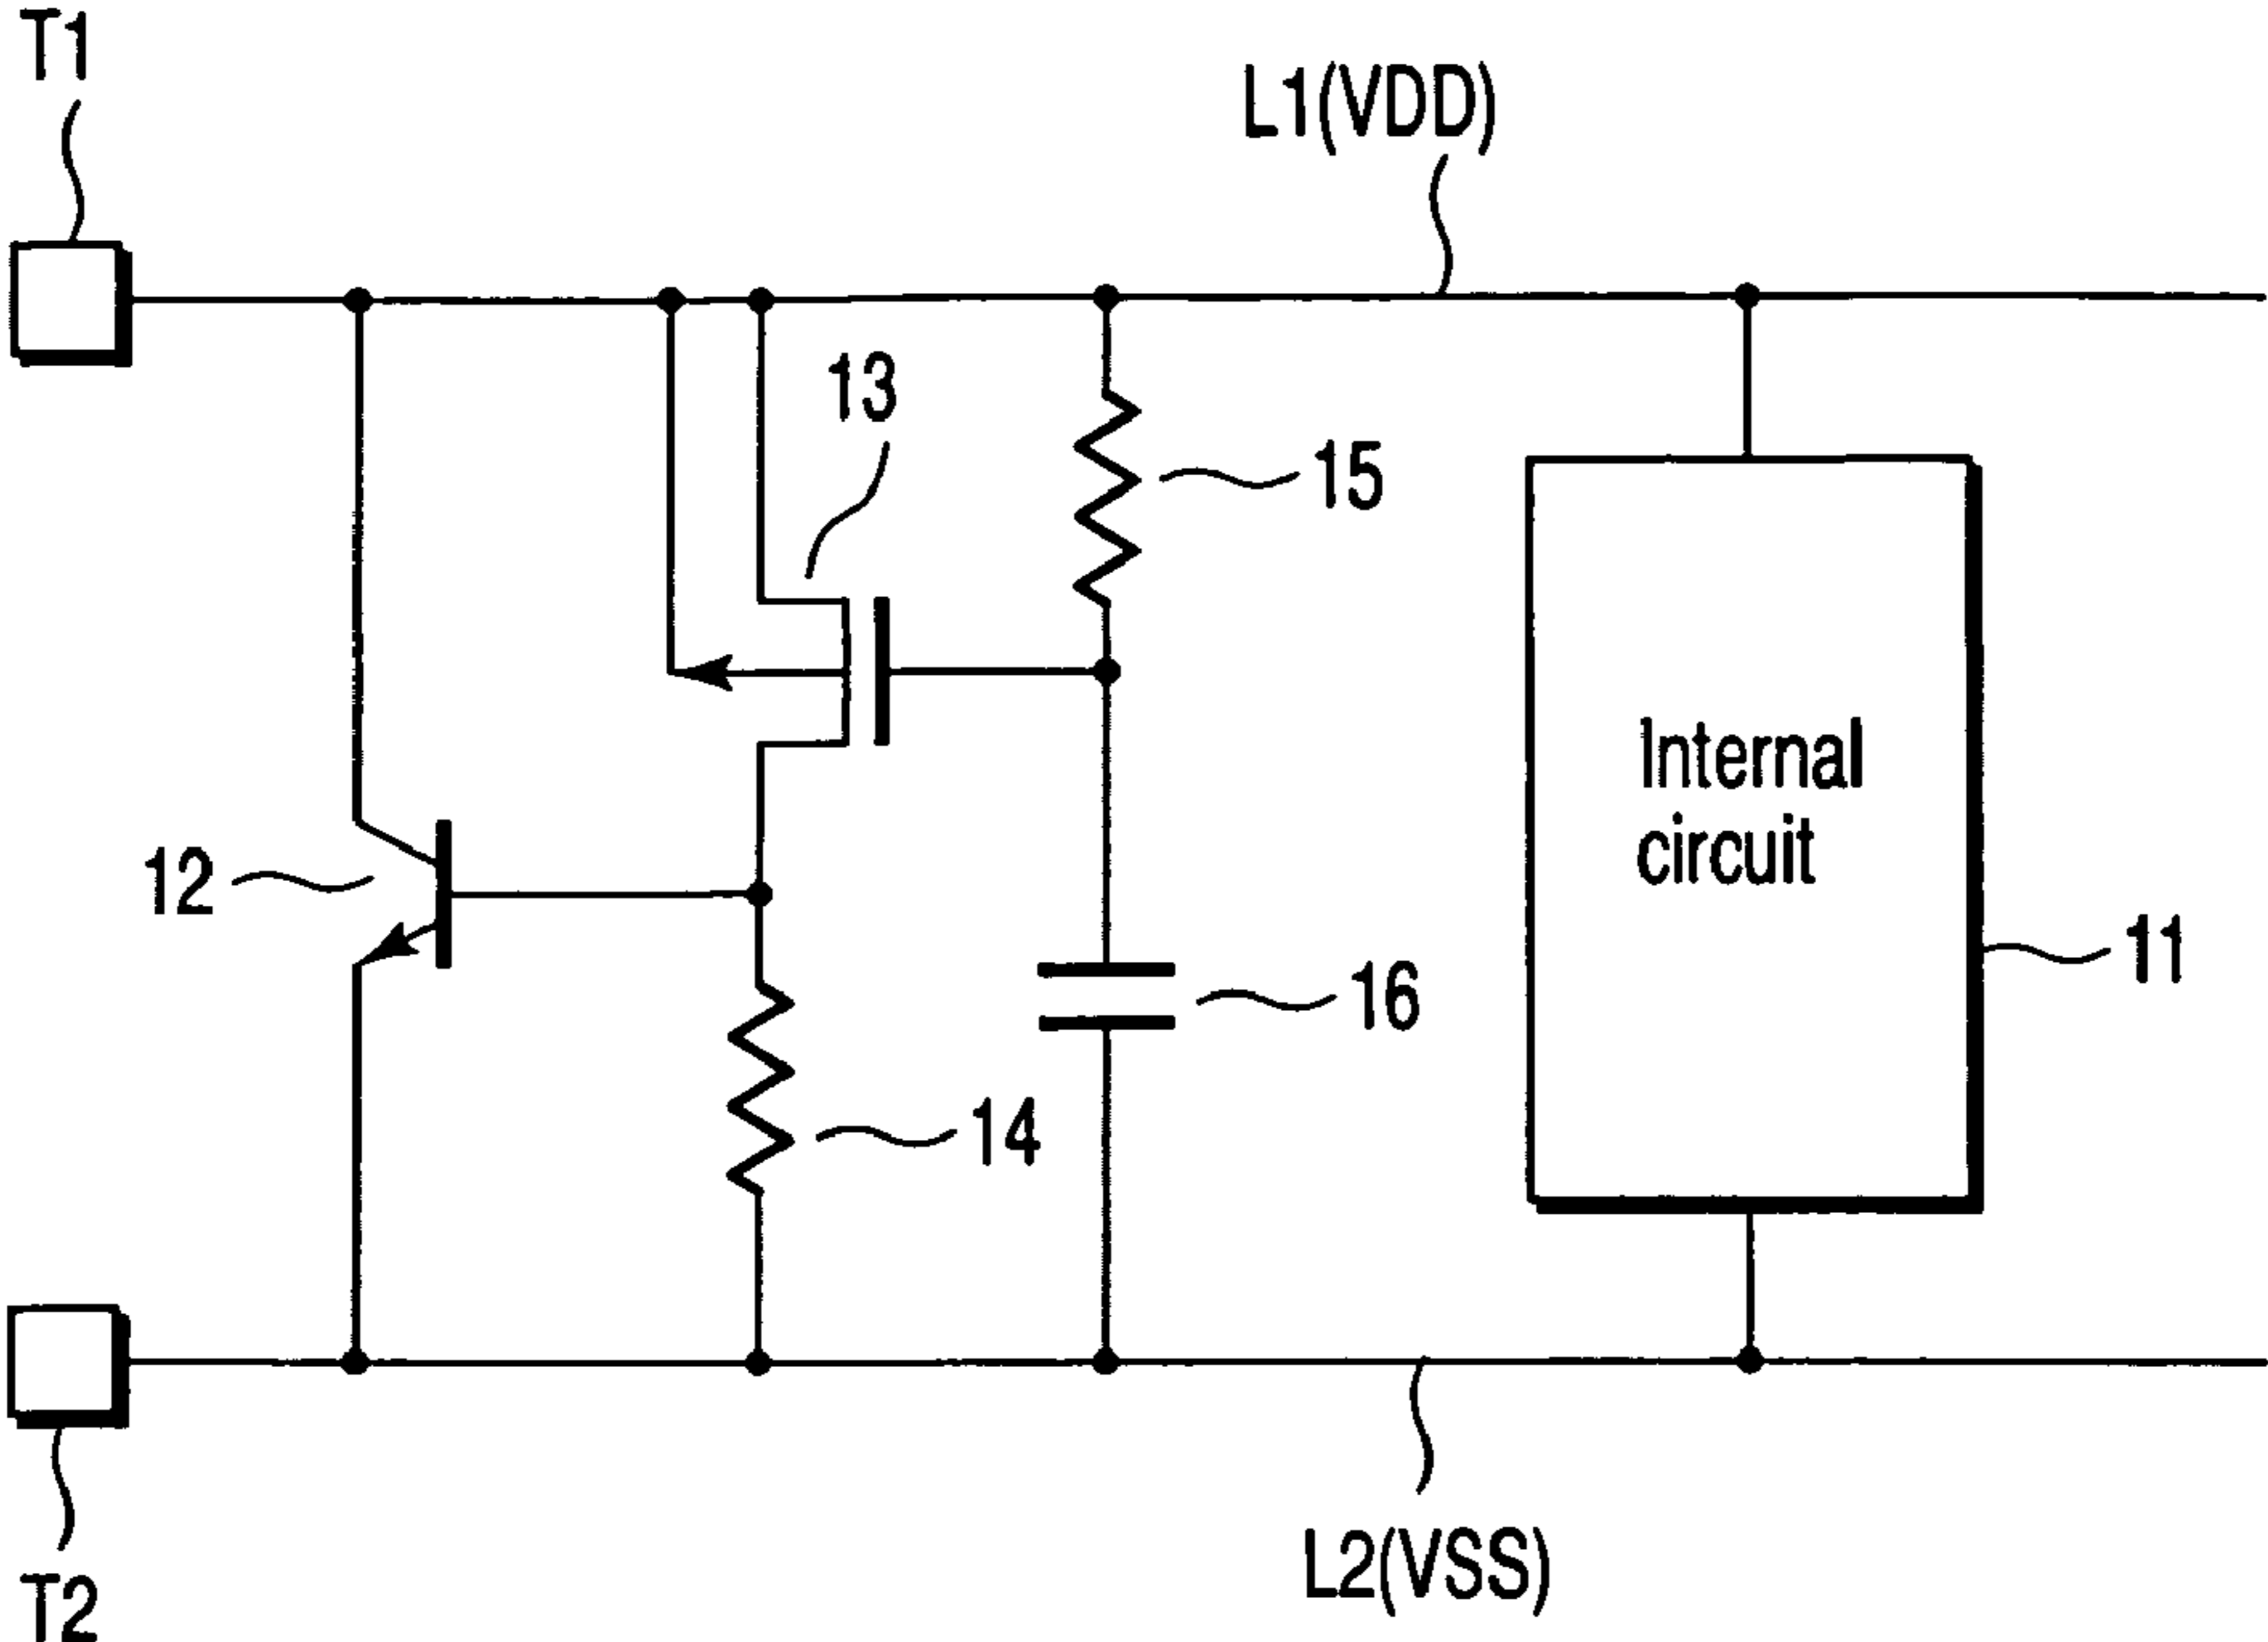 T1
L1(VDD)
13
15
Internal
circuit
12
11
16
14
L2(VSS)
T2